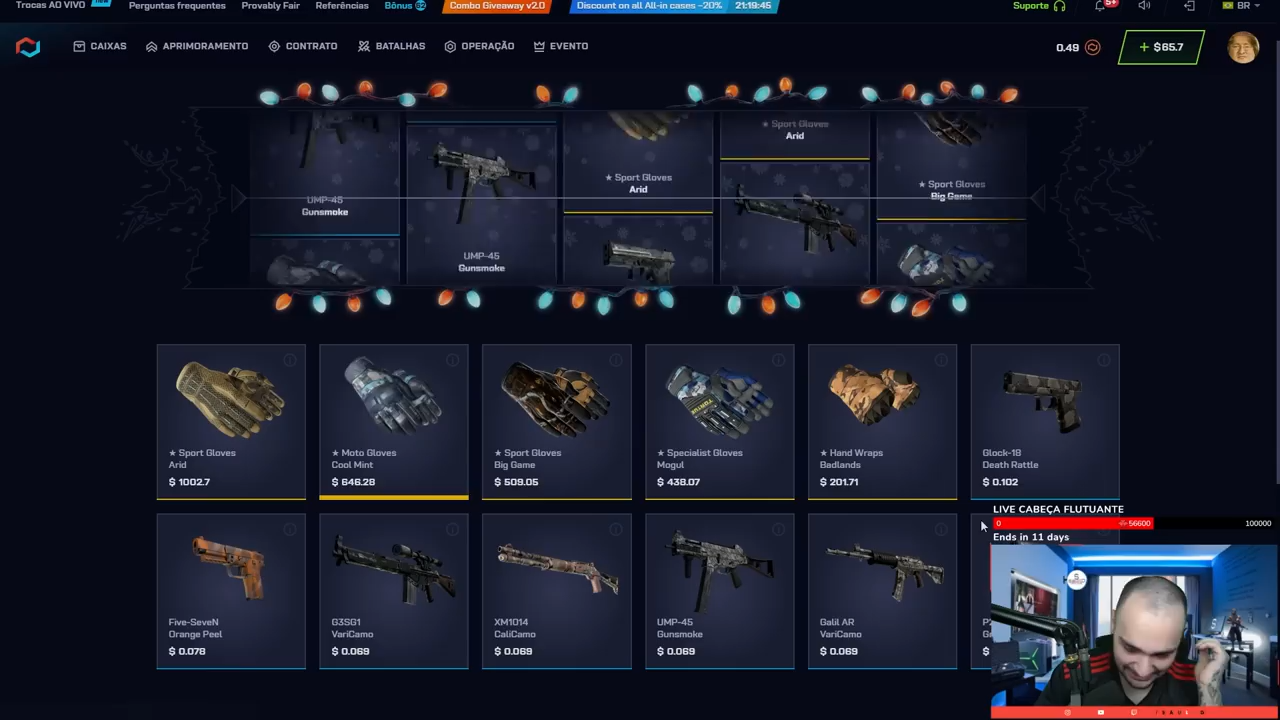 Trocas AO VIVO new Perguntas frequentes Provably Fair Referências Bônus Combo Giveaway v2.0 Discount on all All-in cases -20% 21:19:45 Suporte 5+ BR
CAIXAS APRIMORAMENTO CONTRATO BATALHAS OPERAÇÃO EVENTO 0.49 + $65.7
★ Sport Gloves
Arid
★ Sport Gloves
Arid
★ Sport Gloves
Big Game
UMP-45
Gunsmoke
UMP-45
Gunsmoke
★ Sport Gloves
Arid
$ 1002.7
★ Moto Gloves
Cool Mint
$ 646.28
★ Sport Gloves
Big Game
$ 509.05
★ Specialist Gloves
Mogul
$ 438.07
★ Hand Wraps
Badlands
$ 201.71
Glock-18
Death Rattle
$ 0.102
LIVE CABEÇA FLUTUANTE
0 56600 100000
Ends in 11 days
Five-SeveN
Orange Peel
$ 0.078
G3SG1
VariCamo
$ 0.069
XM1014
CaliCamo
$ 0.069
UMP-45
Gunsmoke
$ 0.069
Galil AR
VariCamo
$ 0.069
$